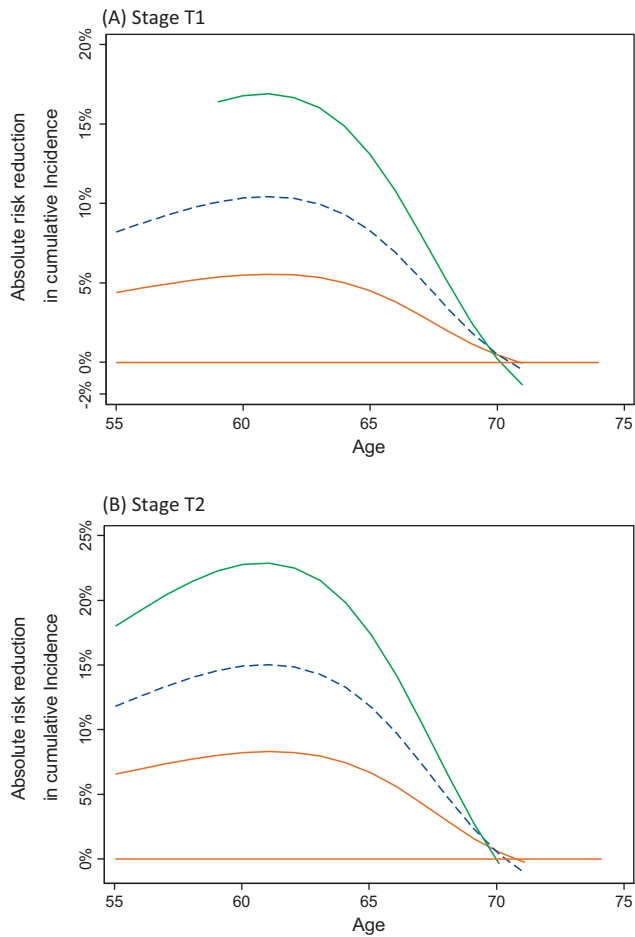 (A) Stage T1
Absolute risk reduction
in cumulative Incidence
20%
15%
10%
5%
0%
-2%
55
60
65
70
75
Age
(B) Stage T2
Absolute risk reduction
in cumulative Incidence
25%
20%
15%
10%
5%
0%
55
60
65
70
75
Age